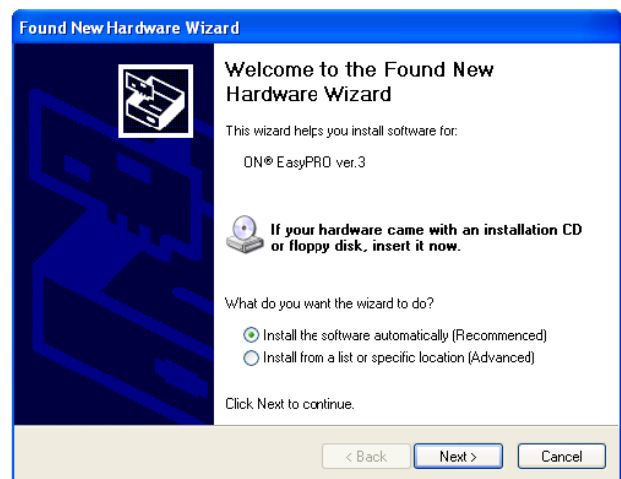 Found New Hardware Wizard
Welcome to the Found New
Hardware Wizard
This wizard helps you install software for:
ON® EasyPRO ver.3
If your hardware came with an installation CD
or floppy disk, insert it now.
What do you want the wizard to do?
Install the software automatically (Recommenced)
Install from a list or specific location (Advanced)
Click Next to continue.
< Back
Next >
Cancel